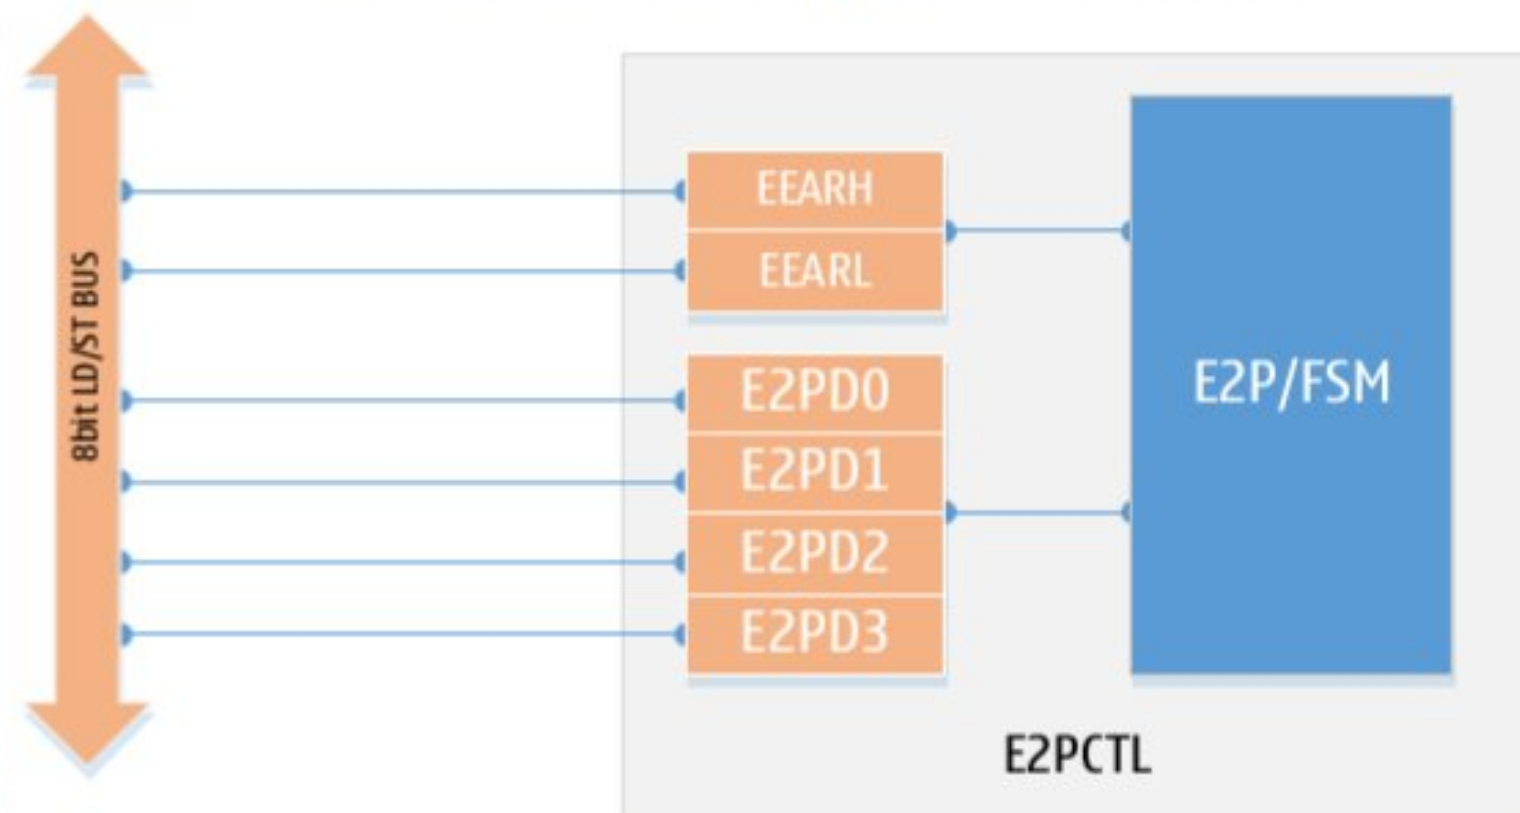 8bit LD/ST BUS
EEARH
EEARL
E2PD0
E2PD1
E2PD2
E2PD3
E2P/FSM
E2PCTL